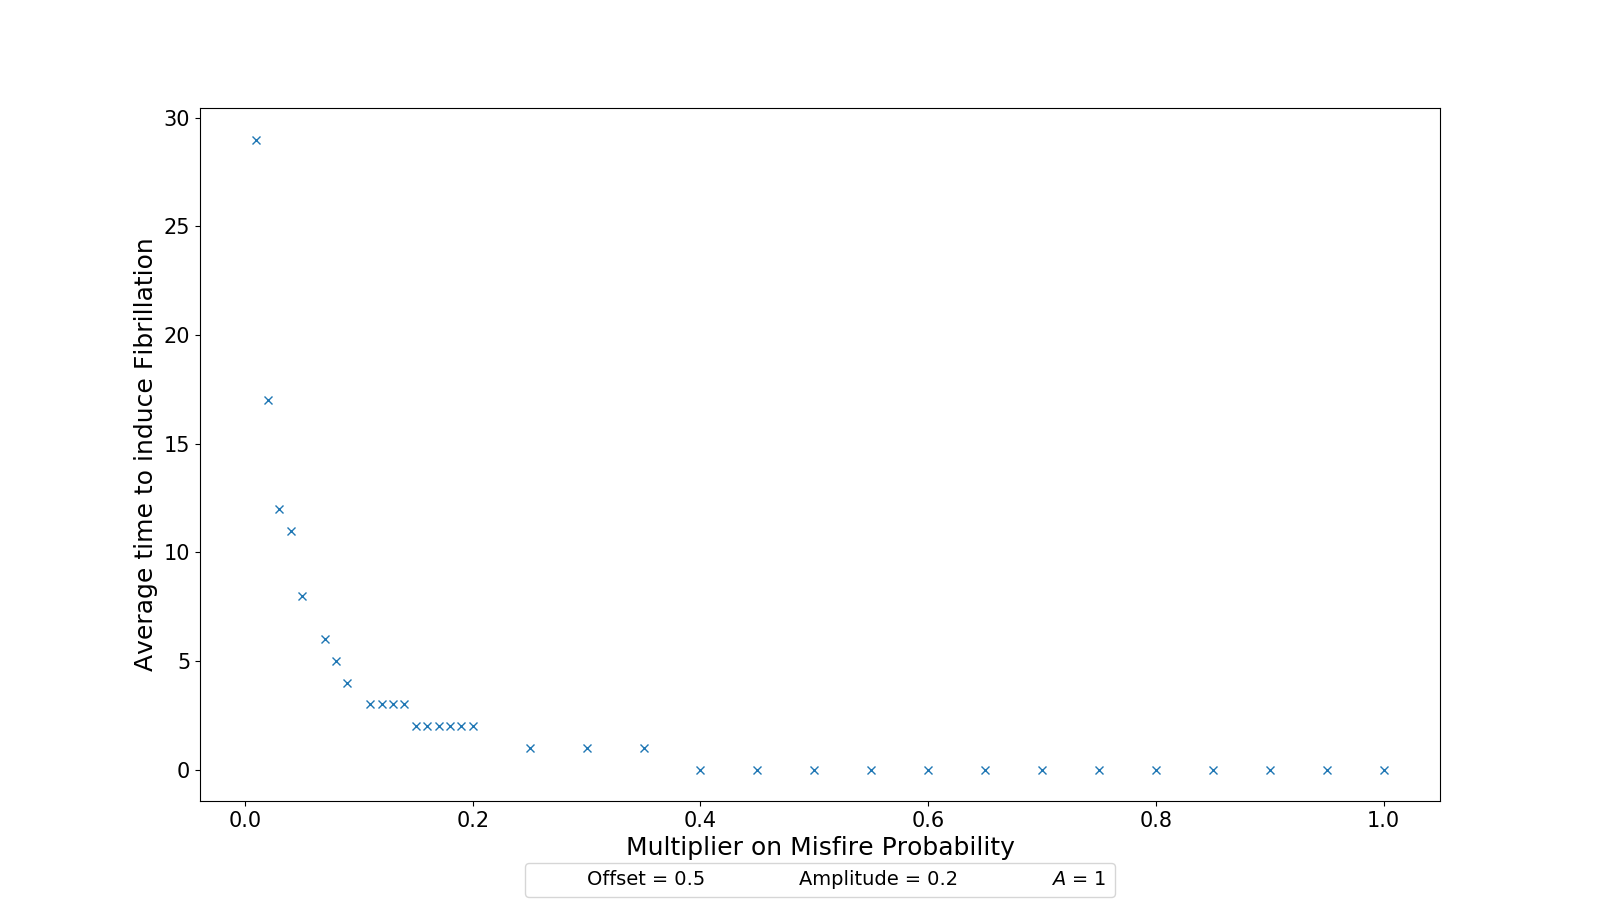 30
25
20
15
10
5
0
Average time to induce Fibrillation
0.0 0.2 0.4 0.6 0.8 1.0
Multiplier on Misfire Probability
Offset = 0.5 Amplitude = 0.2 A = 1